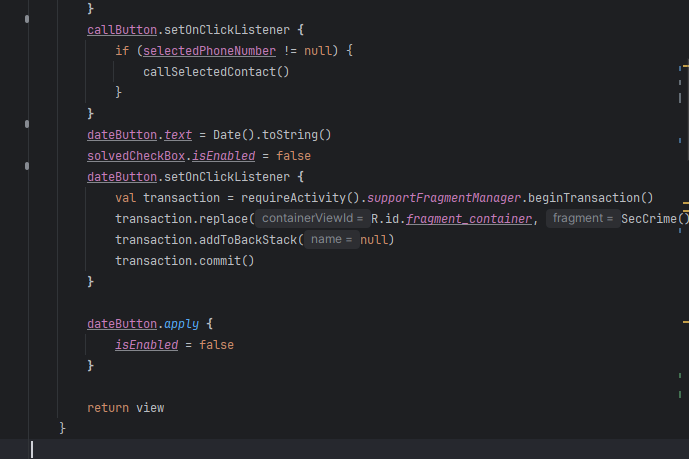 }
callButton.setOnClickListener {
if (selectedPhoneNumber != null) {
callSelectedContact()
}
}
dateButton.text = Date().toString()
solvedCheckBox.isEnabled = false
dateButton.setOnClickListener {
val transaction = requireActivity().supportFragmentManager.beginTransaction()
transaction.replace( containerViewId = R.id.fragment_container, fragment = SecCrime()
transaction.addToBackStack( name = null)
transaction.commit()
}
dateButton.apply {
isEnabled = false
}
return view
}